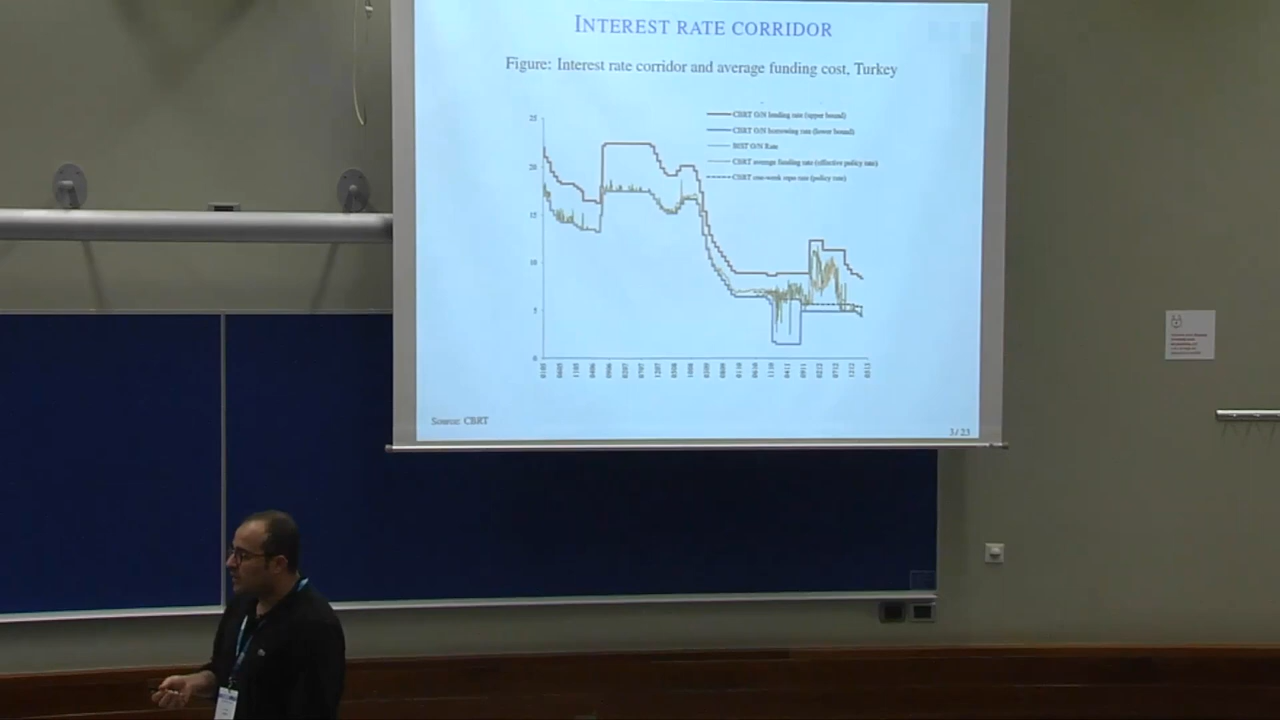 INTEREST RATE CORRIDOR
Figure: Interest rate corridor and average funding cost, Turkey
CBRT O/N lending rate (upper bound)
CBRT O/N borrowing rate (lower bound)
BIST O/N Rate
CBRT average funding rate (effective policy rate)
CBRT one-week repo rate (policy rate)
25
20
15
10
5
0
Source: CBRT
3/23